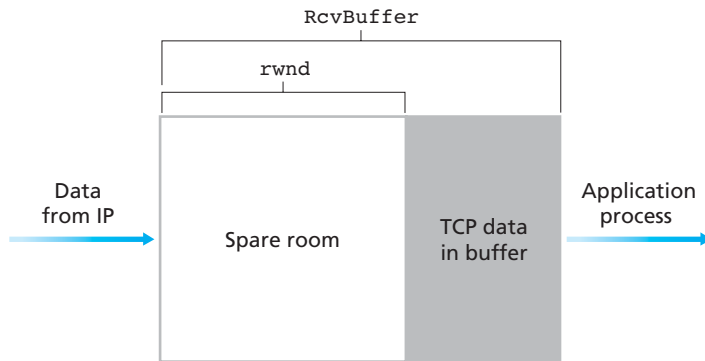 RcvBuffer
rwnd
Data
from IP
Spare room
TCP data
in buffer
Application
process